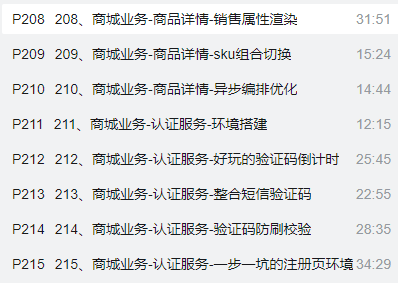 P208 208、商城业务-商品详情-销售属性渲染 31:51
P209 209、商城业务-商品详情-sku组合切换 15:24
P210 210、商城业务-商品详情-异步编排优化 14:44
P211 211、商城业务-认证服务-环境搭建 12:15
P212 212、商城业务-认证服务-好玩的验证码倒计时 25:45
P213 213、商城业务-认证服务-整合短信验证码 22:55
P214 214、商城业务-认证服务-验证码防刷校验 28:35
P215 215、商城业务-认证服务-一步一坑的注册页环境 34:29